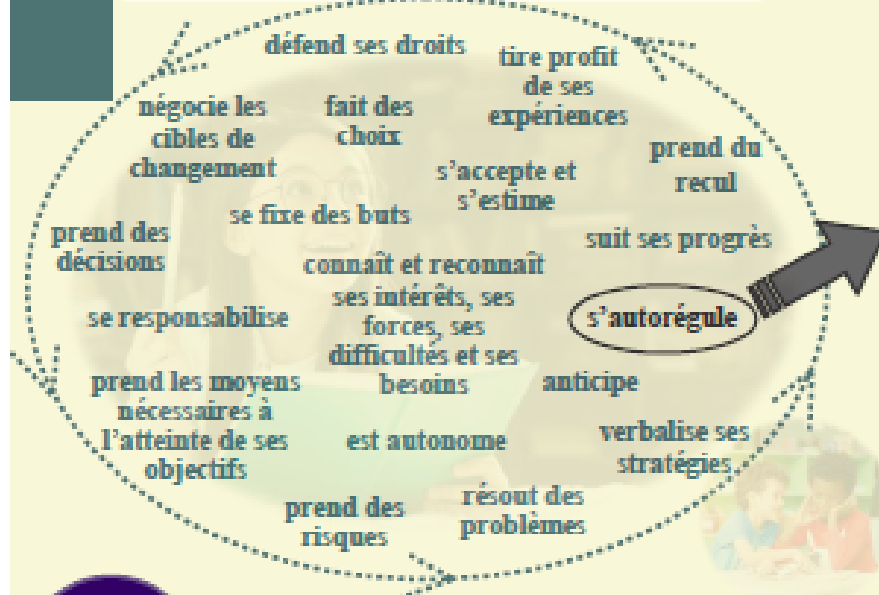 défend ses droits
tire profit
de ses
expériences
négocie les
cibles de
changement
fait des
choix
prend du
recul
s'accepte et
s'estime
se fixe des buts
prend des
décisions
suit ses progrès
connaît et reconnaît
ses intérêts, ses
forces, ses
difficultés et ses
besoins
se responsabilise
s'autorégule
prend les moyens
nécessaires à
l'atteinte de ses
objectifs
anticipe
est autonome
verbalise ses
stratégies
prend des
risques
résout des
problèmes